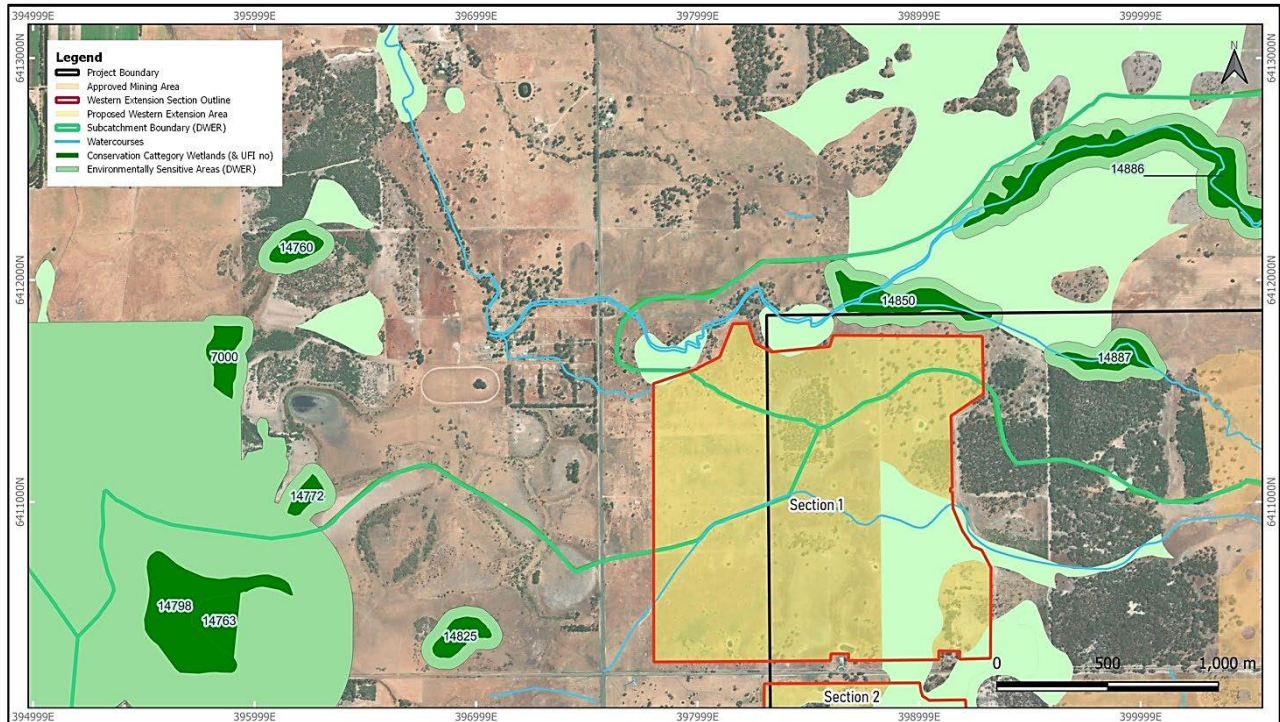 394999E 395999E 396999E 397999E 398999E 399999E
6413000N 6413000N
N
Legend
Project Boundary
Approved Mining Area
Western Extension Section Outline
Proposed Western Extension Area
Subcatchment Boundary (DWER)
Watercourses
Conservation Cattegory Wetlands (& UFI no)
Environmentally Sensitive Areas (DWER)
14886
14760
6412000N 6412000N
14850
7000
14887
14772
6411000N 6411000N
Section 1
14798
14763
14825
0 500 1,000 m
Section 2
394999E 395999E 396999E 397999E 398999E 399999E